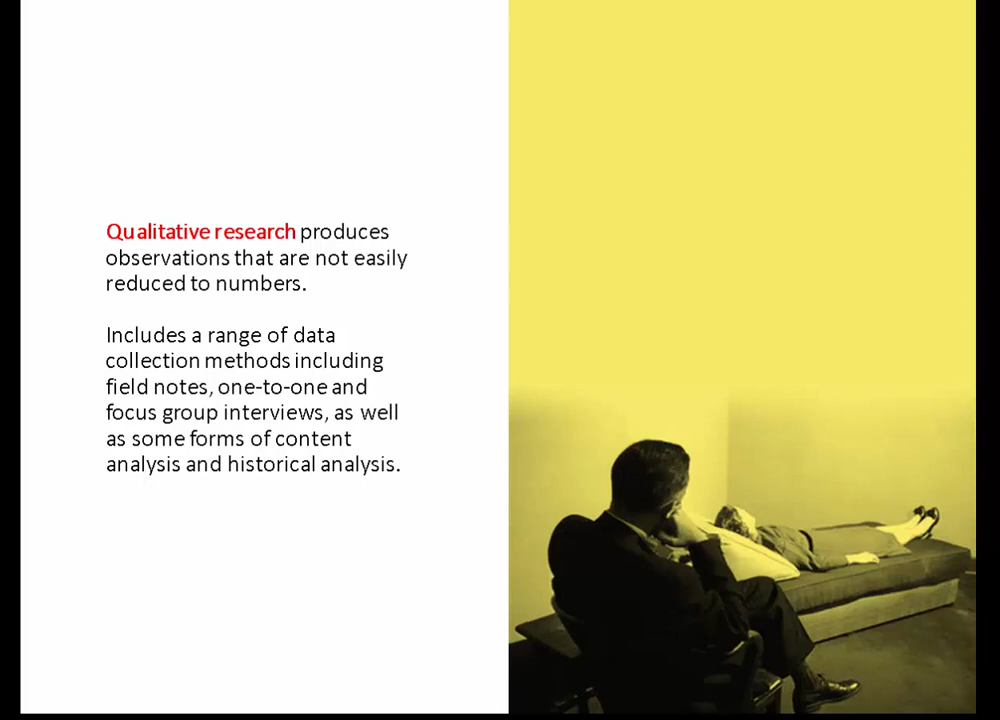 Qualitative research produces
observations that are not easily
reduced to numbers.
Includes a range of data
collection methods including
field notes, one-to-one and
focus group interviews, as well
as some forms of content
analysis and historical analysis.